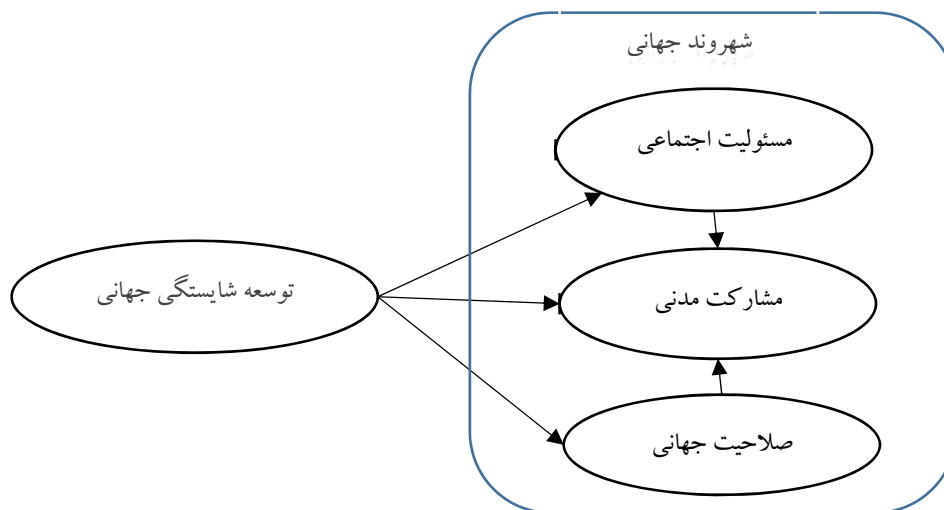 شهروند جهانی
مسئولیت اجتماعی
توسعه شایستگی جهانی
مشارکت مدنی
صلاحیت جهانی